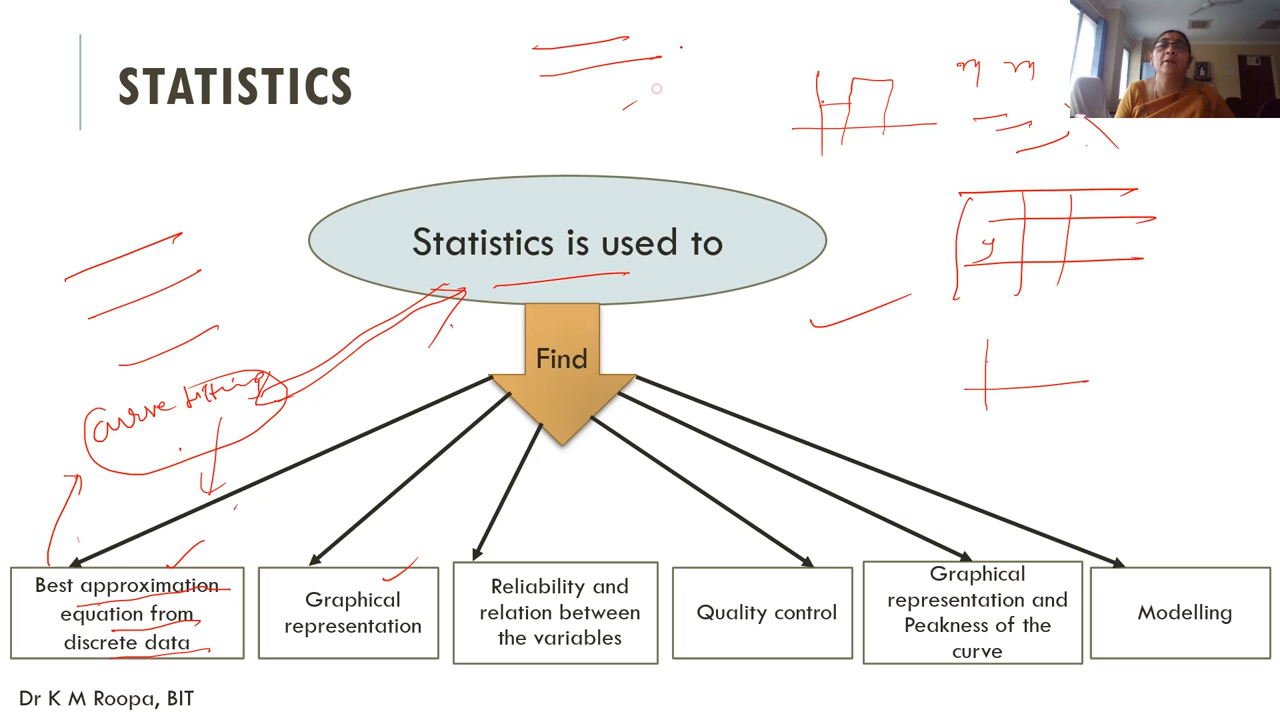 STATISTICS
Statistics is used to
Find
y
Curve fitting
Best approximation
equation from
discrete data
Graphical
representation
Reliability and
relation between
the variables
Quality control
Graphical
representation and
Peakness of the
curve
Modelling
Dr K M Roopa, BIT